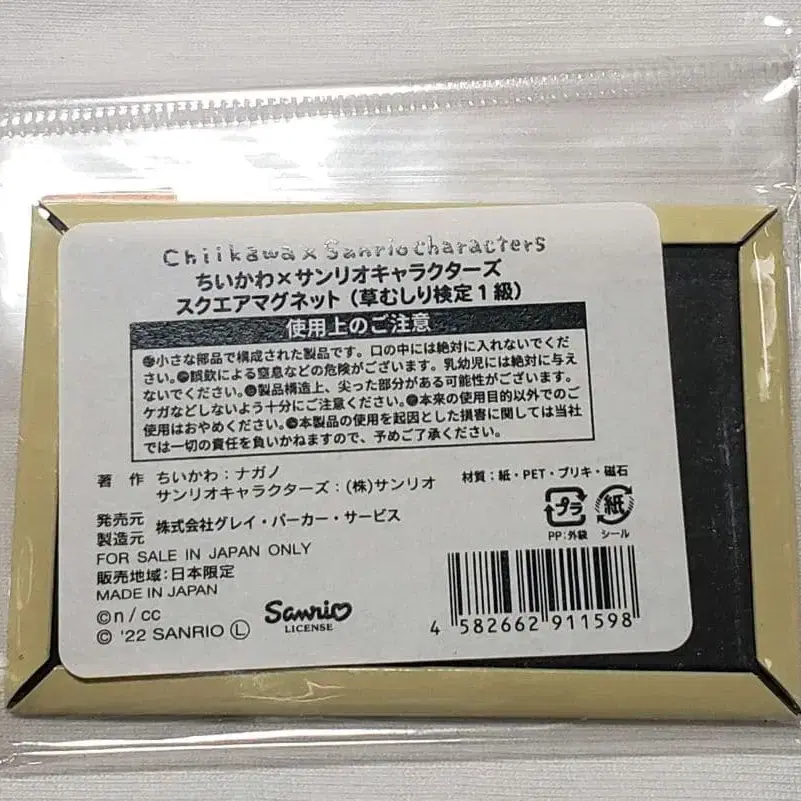 Chiikawa x Sanrio characters
ちいかわ×サンリオキャラクターズ
スクエアマグネット（草むしり検定１級）
使用上のご注意
●小さな部品で構成された製品です。口の中には絶対に入れないでくだ
さい。●誤飲による窒息などの危険がございます。乳幼児には絶対に与え
ないでください。●製品構造上、尖った部分がある可能性がございます。
ケガなどしないよう十分にご注意ください。●本来の使用目的以外でのご
使用はおやめください。●本製品の使用を起因とした損害に関しては当社
では一切の責任を負いかねますので、予めご了承ください。
著　作　ちいかわ：ナガノ
サンリオキャラクターズ：（株）サンリオ
材質：紙・PET・ブリキ・磁石
発売元
製造元　株式会社グレイ・パーカー・サービス
プラ　紙
PP：外袋　シール
FOR SALE IN JAPAN ONLY
販売地域：日本限定
MADE IN JAPAN
©n / cc
© '22 SANRIO Ⓛ
Sanrio
LICENSE
4 582662 911598